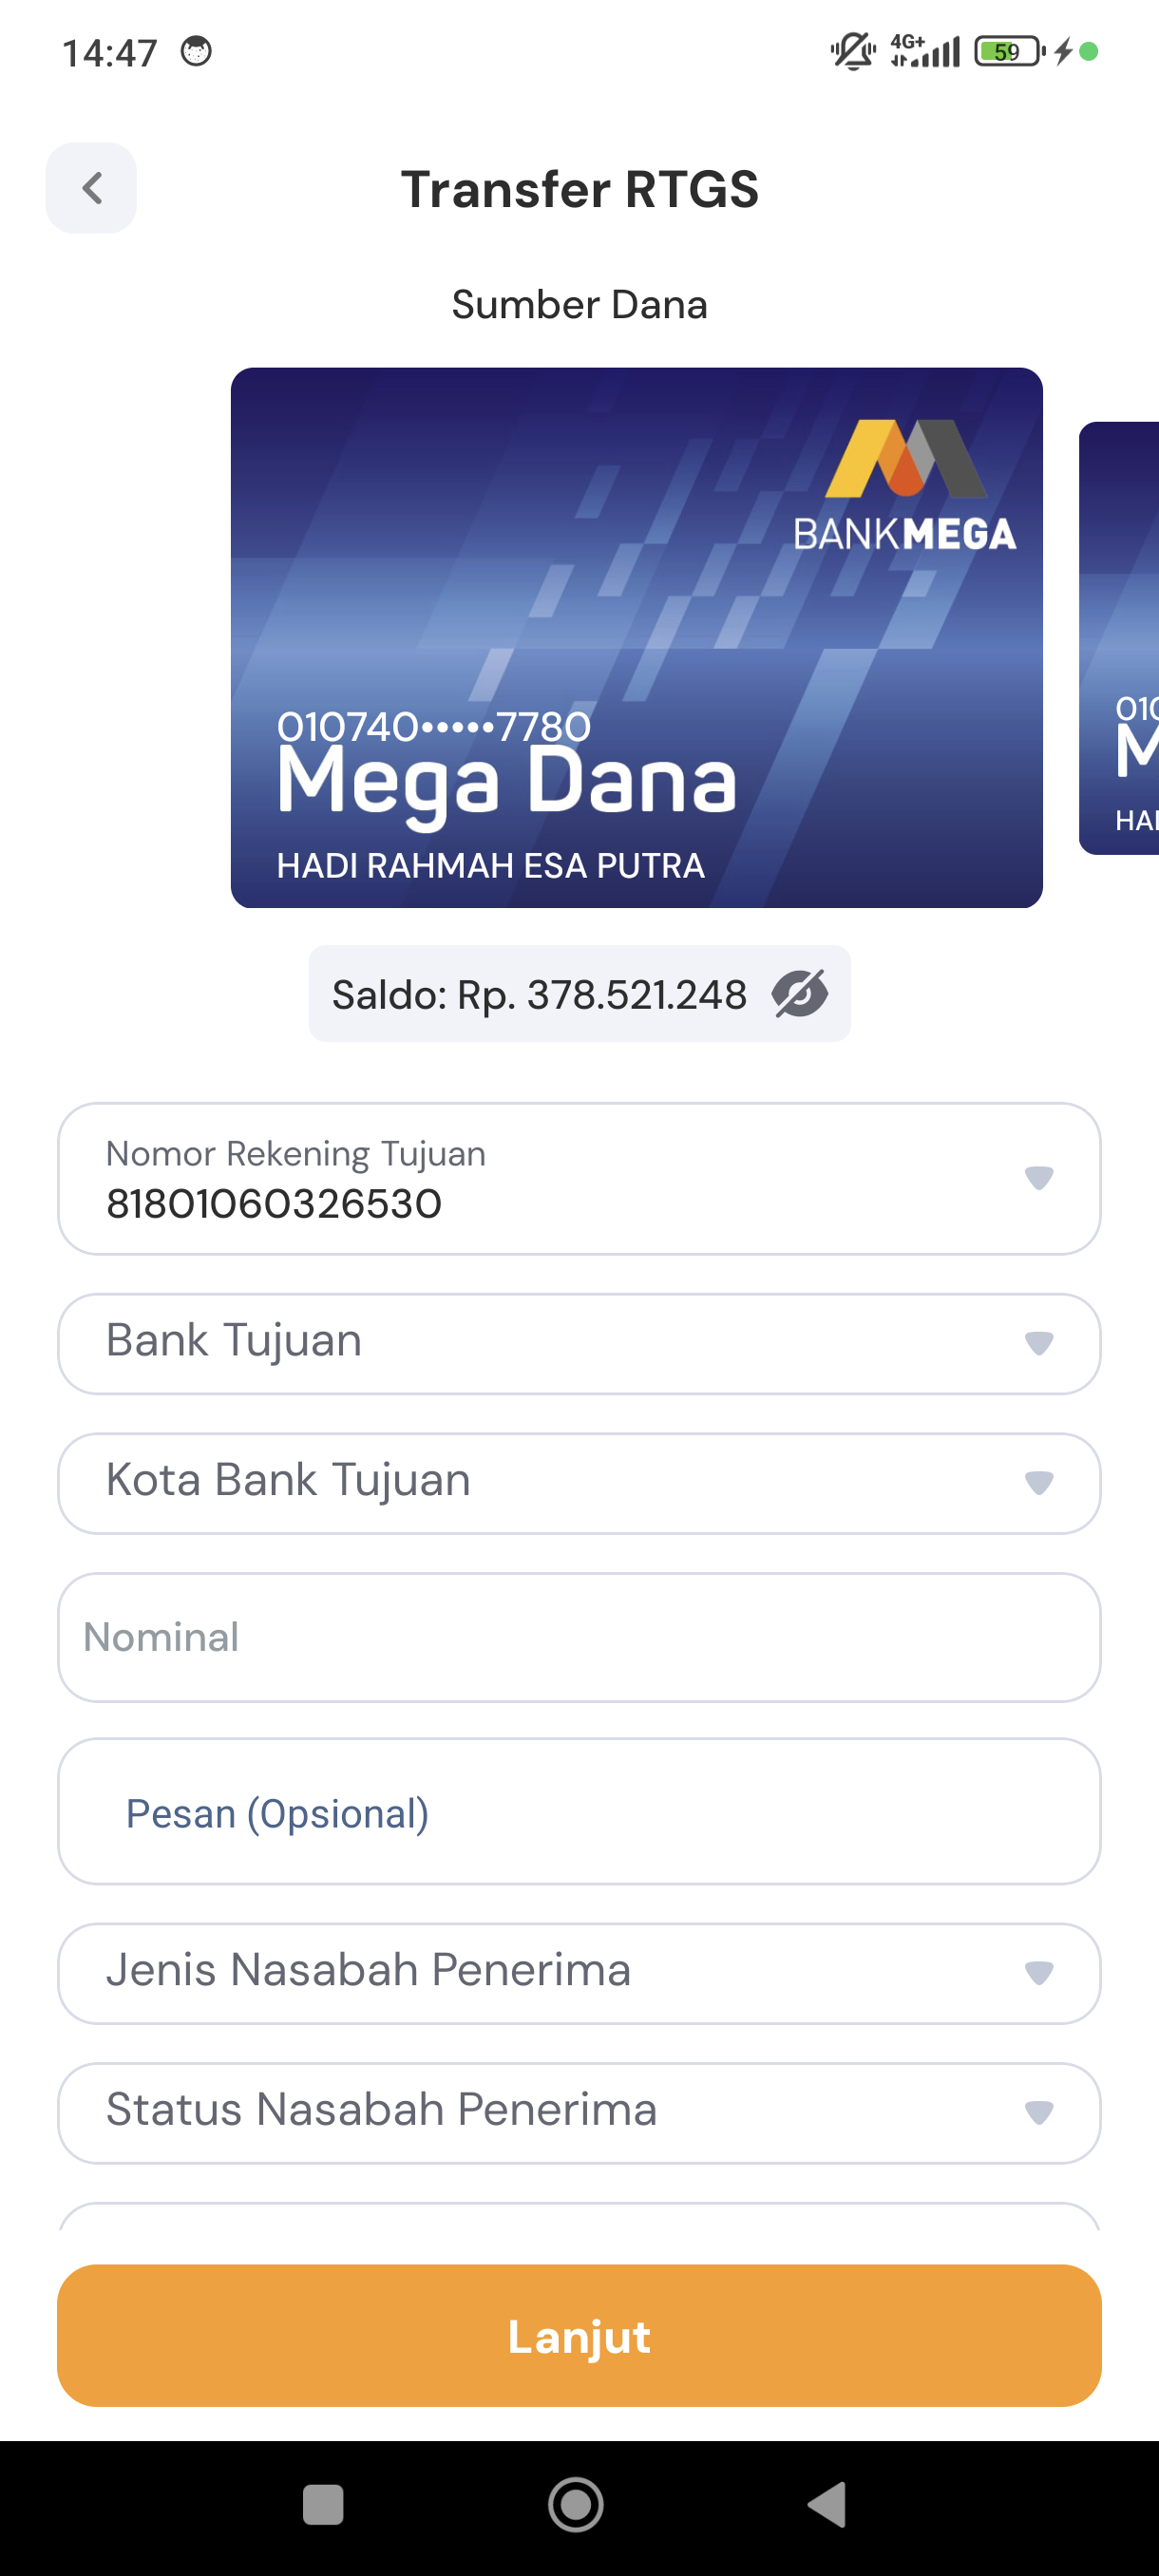 14:47
4G+
59
Transfer RTGS
Sumber Dana
BANKMEGA
010740•••••7780
Mega Dana
HADI RAHMAH ESA PUTRA
010
M
HAI
Saldo: Rp. 378.521.248
Nomor Rekening Tujuan
81801060326530
Bank Tujuan
Kota Bank Tujuan
Nominal
Pesan (Opsional)
Jenis Nasabah Penerima
Status Nasabah Penerima
Lanjut